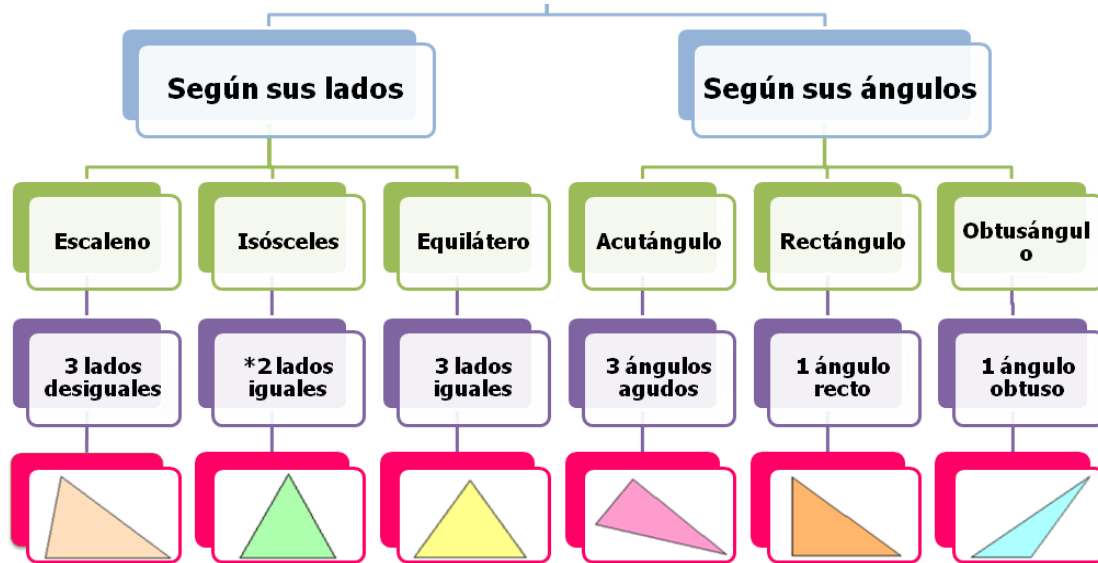 Según sus lados
Según sus ángulos
Escaleno
Isósceles
Equilátero
Acutángulo
Rectángulo
Obtusángul
o
3 lados
desiguales
*2 lados
iguales
3 lados
iguales
3 ángulos
agudos
1 ángulo
recto
1 ángulo
obtuso